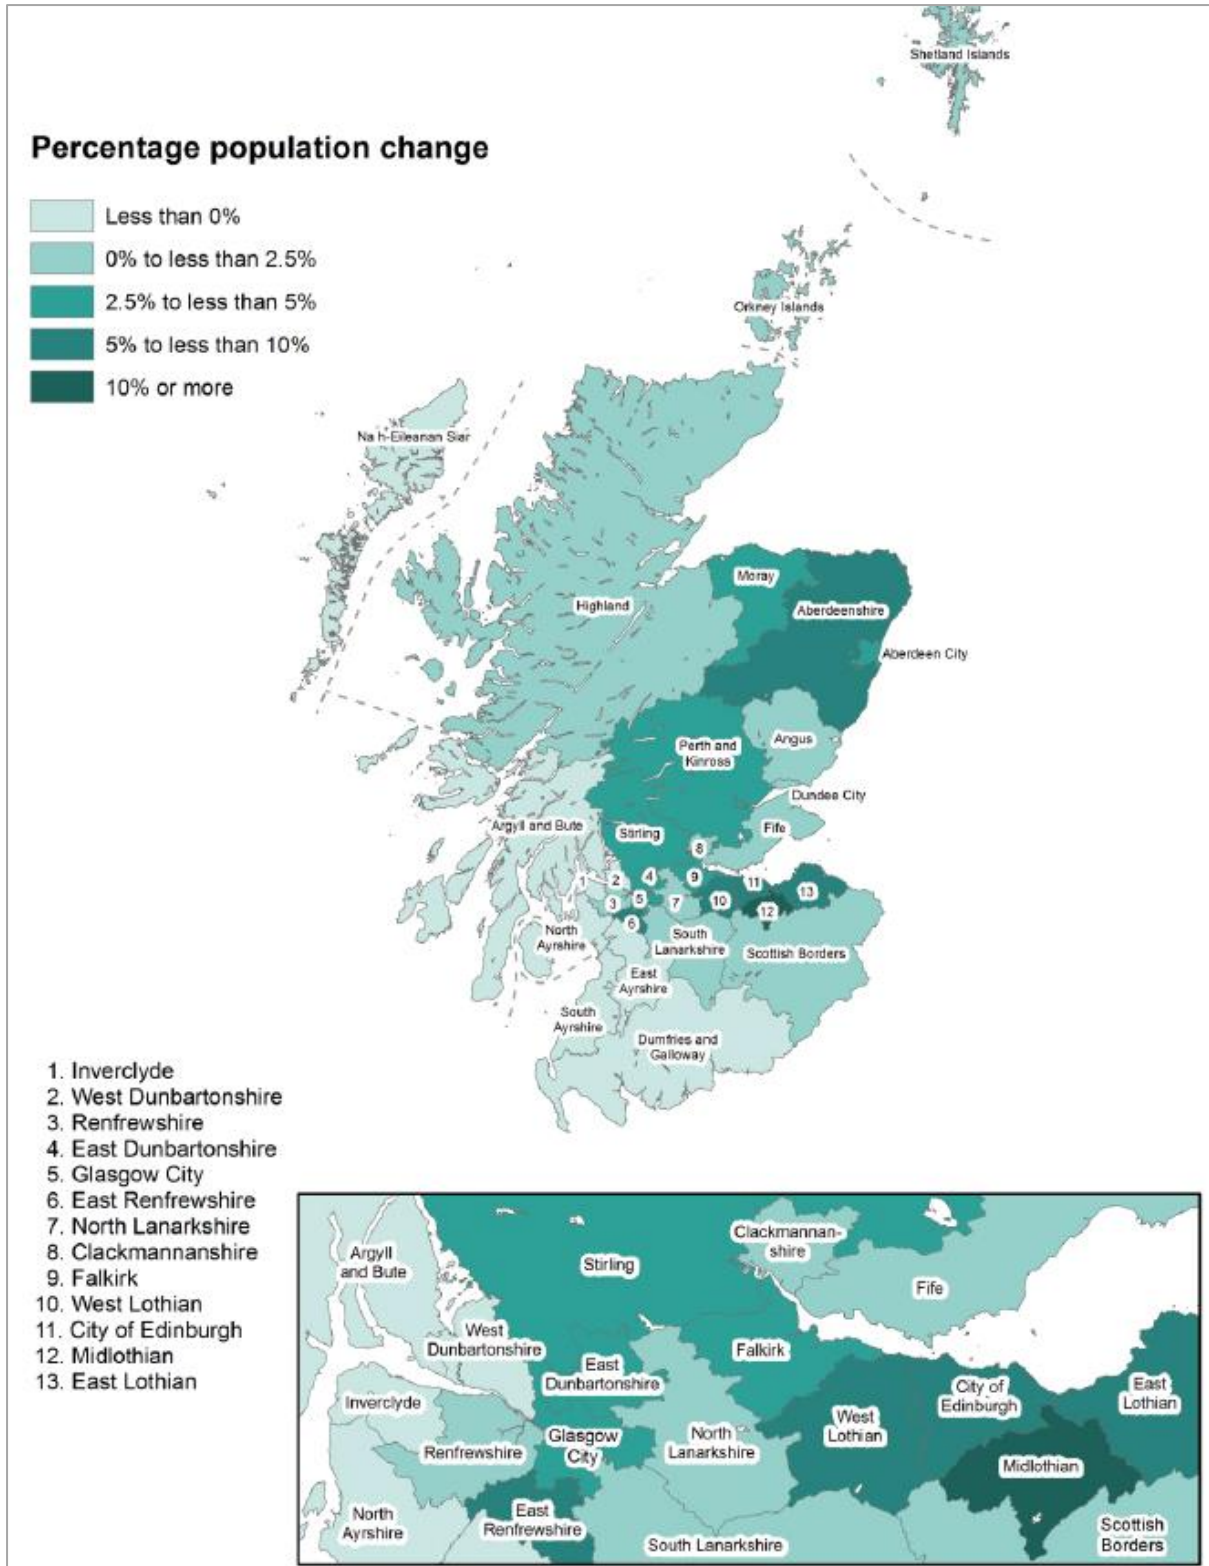 Shetland Islands
Percentage population change
Less than 0%
0% to less than 2.5%
2.5% to less than 5%
5% to less than 10%
10% or more
Orkney Islands
Na h-Eileanan Siar
Moray
Highland
Aberdeenshire
Aberdeen City
Perth and
Kinross
Angus
Dundee City
Argyll and Bute
Stirling
Fife
8
1
2
4
9
11
13
3
5
7
10
12
6
North
Ayrshire
South
Lanarkshire
Scottish Borders
East
Ayrshire
South
Ayrshire
Dumfries and
Galloway
1. Inverclyde
2. West Dunbartonshire
3. Renfrewshire
4. East Dunbartonshire
5. Glasgow City
6. East Renfrewshire
7. North Lanarkshire
8. Clackmannanshire
9. Falkirk
10. West Lothian
11. City of Edinburgh
12. Midlothian
13. East Lothian
Argyll
and Bute
Stirling
Clackmannan-
shire
Fife
West
Dunbartonshire
East
Dunbartonshire
Falkirk
Inverclyde
Renfrewshire
Glasgow
City
North
Lanarkshire
West
Lothian
City of
Edinburgh
East
Lothian
Midlothian
North
Ayrshire
East
Renfrewshire
South Lanarkshire
Scottish
Borders